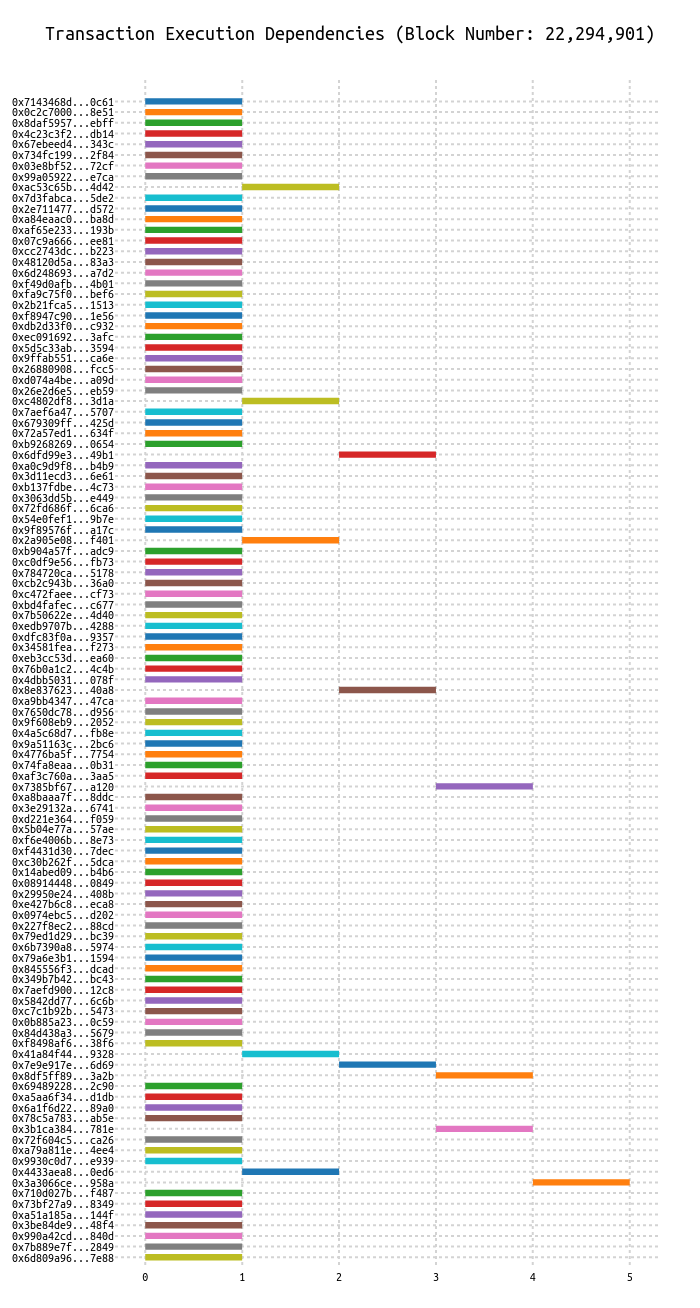 Transaction Execution Dependencies (Block Number: 22,294,901)
0x7143468d...0c61
0x0c2c7000...8e51
0x8daf5957...ebff
0x4c23c3f2...db14
0x67ebeed4...343c
0x734fc199...2f84
0x03e8bf52...72cf
0x99a05922...e7ca
0xac53c65b...4d42
0x7d3fabca...5de2
0x2e711477...d572
0xa84eaac0...ba8d
0xaf65e233...193b
0x07c9a666...ee81
0xcc2743dc...b223
0x48120d5a...83a3
0x6d248693...a7d2
0xf49d0afb...4b01
0xfa9c75f0...bef6
0x2b21fca5...1513
0xf8947c90...1e56
0xdb2d33f0...c932
0xec091692...3afc
0x5d5c33ab...3594
0x9ffab551...ca6e
0x26880908...fcc5
0xd074a4be...a09d
0x26e2d6e5...eb59
0xc4802df8...3d1a
0x7aef6a47...5707
0x679309ff...425d
0x72a57ed1...634f
0xb9268269...0654
0x6dfd99e3...49b1
0xa0c9d9f8...b4b9
0x3d11ecd3...6e61
0xb137fdbe...4c73
0x3063dd5b...e449
0x72fd686f...6ca6
0x54e0fef1...9b7e
0x9f89576f...a17c
0x2a905e08...f401
0xb904a57f...adc9
0xc0df9e56...fb73
0x784720ca...5178
0xcb2c943b...36a0
0xc472faee...cf73
0xbd4fafec...c677
0x7b50622e...4d40
0xedb9707b...4288
0xdfc83f0a...9357
0x34581fea...f273
0xeb3cc53d...ea60
0x76b0a1c2...4c4b
0x4dbb5031...078f
0x8e837623...40a8
0xa9bb4347...47ca
0x7650dc78...d956
0x9f608eb9...2052
0x4a5c68d7...fb8e
0x9a51163c...2bc6
0x4776ba5f...7754
0x74fa8eaa...0b31
0xaf3c760a...3aa5
0x7385bf67...a120
0xa8baaa7f...8ddc
0x3e29132a...6741
0xd221e364...f059
0x5b04e77a...57ae
0xf6e4006b...8e73
0xf4431d30...7dec
0xc30b262f...5dca
0x14abed09...b4b6
0x08914448...0849
0x29950e24...408b
0xe427b6c8...eca8
0x0974ebc5...d202
0x227f8ec2...88cd
0x79ed1d29...bc39
0x6b7390a8...5974
0x79a6e3b1...1594
0x845556f3...dcad
0x349b7b42...bc43
0x7aefd900...12c8
0x5842dd77...6c6b
0xc7c1b92b...5473
0x0b885a23...0c59
0x84d438a3...5679
0xf8498af6...38f6
0x41a84f44...9328
0x7e9e917e...6d69
0x8df5ff89...3a2b
0x69489228...2c90
0xa5aa6f34...d1db
0x6a1f6d22...89a0
0x78c5a783...ab5e
0x3b1ca384...781e
0x72f604c5...ca26
0xa79a811e...4ee4
0x9930c0d7...e939
0x4433aea8...0ed6
0x3a3066ce...958a
0x710d027b...f487
0x73bf27a9...8349
0xa51a185a...144f
0x3be84de9...48f4
0x990a42cd...840d
0x7b889e7f...2849
0x6d809a96...7e88
0 1 2 3 4 5